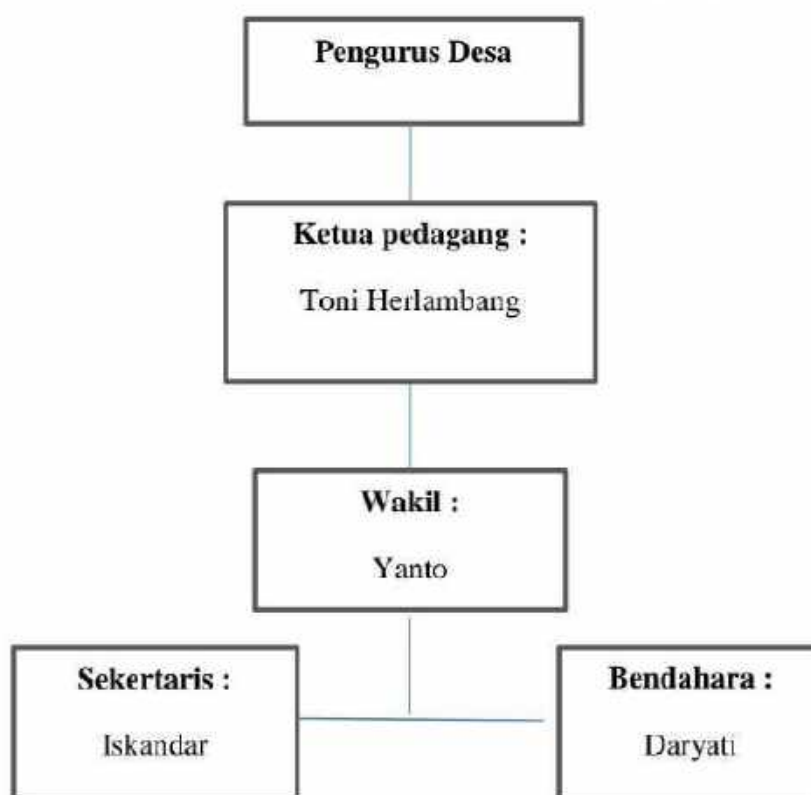 Pengurus Desa
Ketua pedagang :
Toni Herlambang
Wakil :
Yanto
Sekertaris :
Iskandar
Bendahara :
Daryati